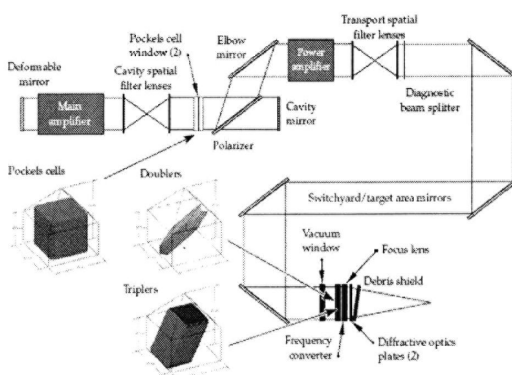 Deformable
mirror
Main
amplifier
Cavity spatial
filter lenses
Pockels cell
window (2)
Elbow
mirror
Polarizer
Cavity
mirror
Power
amplifier
Transport spatial
filter lenses
Diagnostic
beam splitter
Pockels cells
Doublers
Triplers
Switchyard/target area mirrors
Vacuum
window
Focus lens
Debris shield
Frequency
converter
Diffractive optics
plates (2)